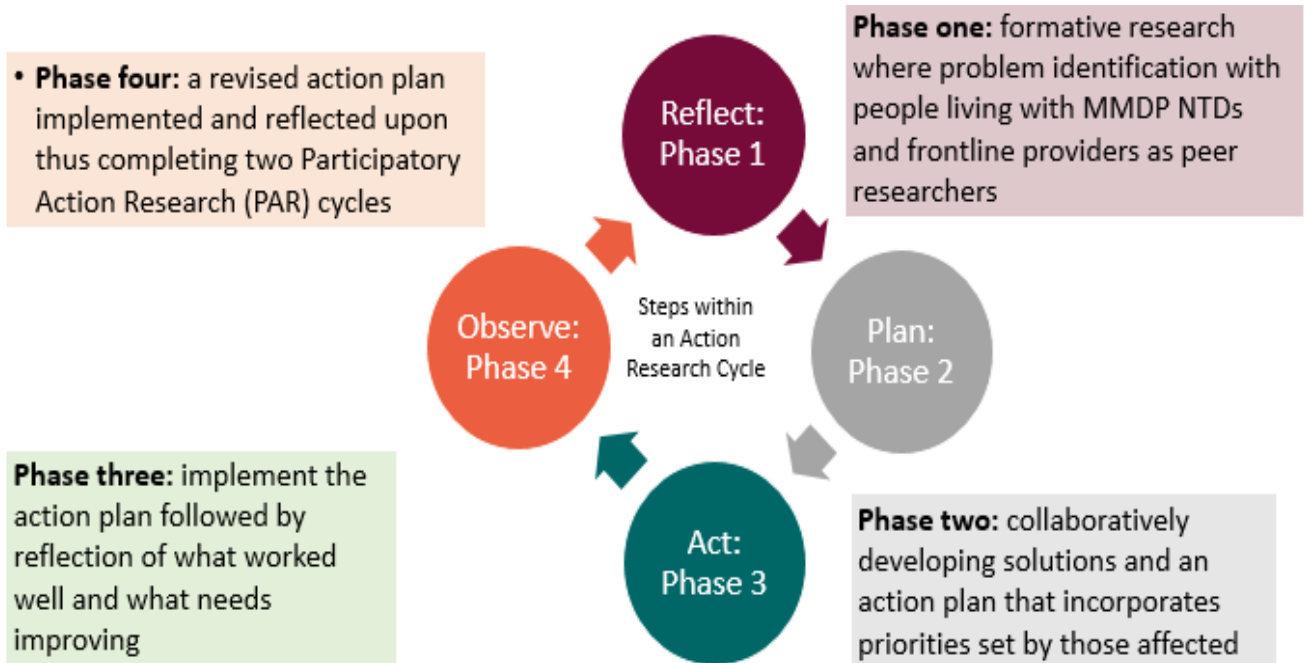 Phase one: formative research
where problem identification with
people living with MMDP NTDs
and frontline providers as peer
researchers
• Phase four: a revised action plan
implemented and reflected upon
thus completing two Participatory
Action Research (PAR) cycles
Reflect:
Phase 1
Observe:
Phase 4
Steps within
an Action
Research Cycle
Plan:
Phase 2
Act:
Phase 3
Phase three: implement the
action plan followed by
reflection of what worked
well and what needs
improving
Phase two: collaboratively
developing solutions and an
action plan that incorporates
priorities set by those affected